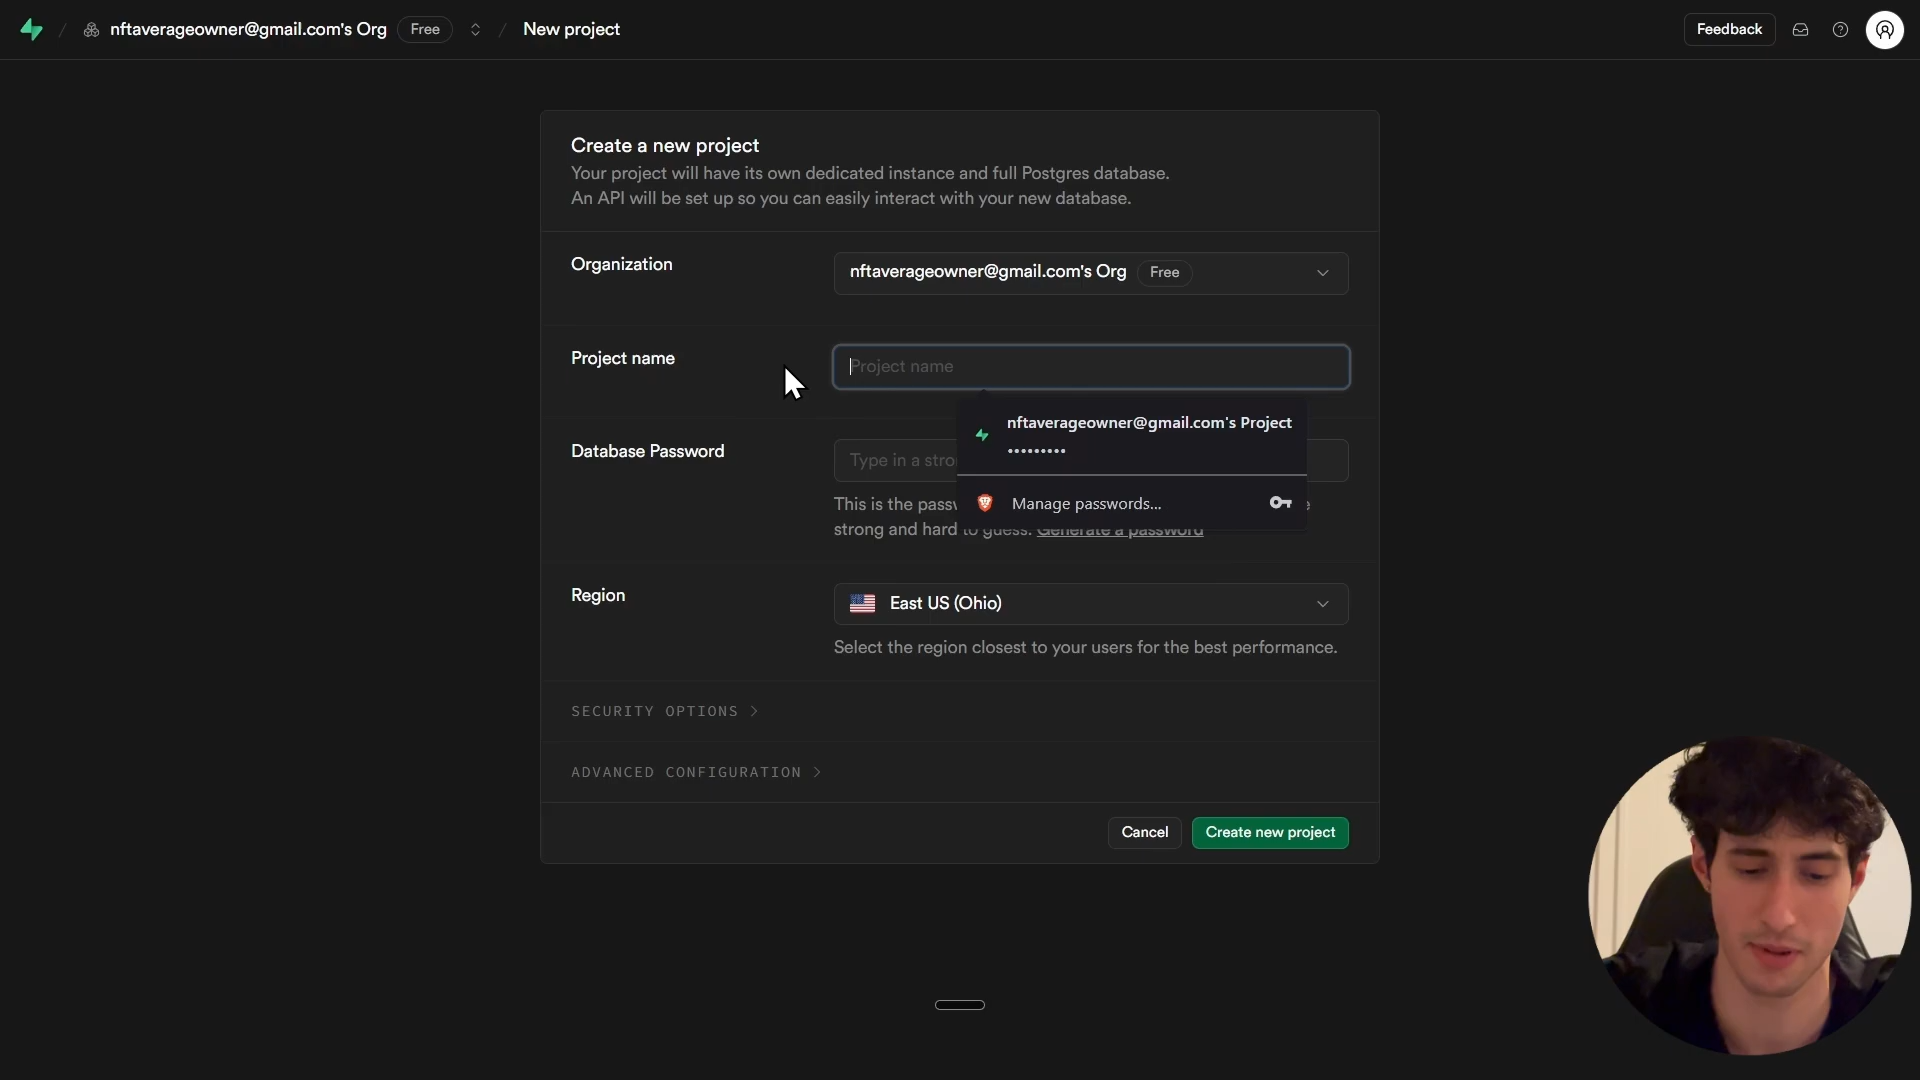 nftaverageowner@gmail.com's Org Free / New project
Feedback
Create a new project
Your project will have its own dedicated instance and full Postgres database.
An API will be set up so you can easily interact with your new database.
Organization
nftaverageowner@gmail.com's Org Free
Project name
Project name
nftaverageowner@gmail.com's Project
•••••••••
Manage passwords...
Database Password
Type in a
This is the
strong and hard to guess. Generate a password
Region
East US (Ohio)
Select the region closest to your users for the best performance.
SECURITY OPTIONS
ADVANCED CONFIGURATION
Cancel
Create new project